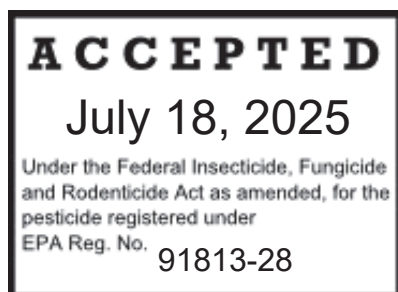 ACCEPTED
July 18, 2025
Under the Federal Insecticide, Fungicide
and Rodenticide Act as amended, for the
pesticide registered under
EPA Reg. No. 91813-28